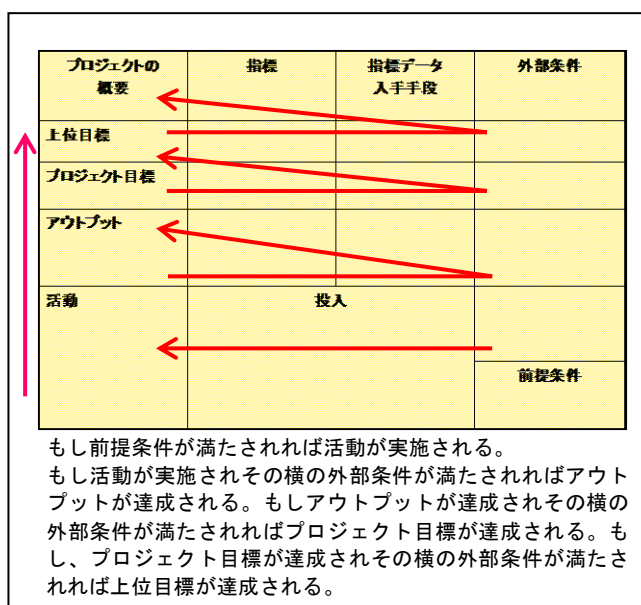 プロジェクトの
概要
指標
指標データ
入手手段
外部条件
上位目標
プロジェクト目標
アウトプット
活動
投入
前提条件
もし前提条件が満たされれば活動が実施される。
もし活動が実施されその横の外部条件が満たされればアウト
プットが達成される。もしアウトプットが達成されその横の
外部条件が満たされればプロジェクト目標が達成される。も
し、プロジェクト目標が達成されその横の外部条件が満たさ
れれば上位目標が達成される。